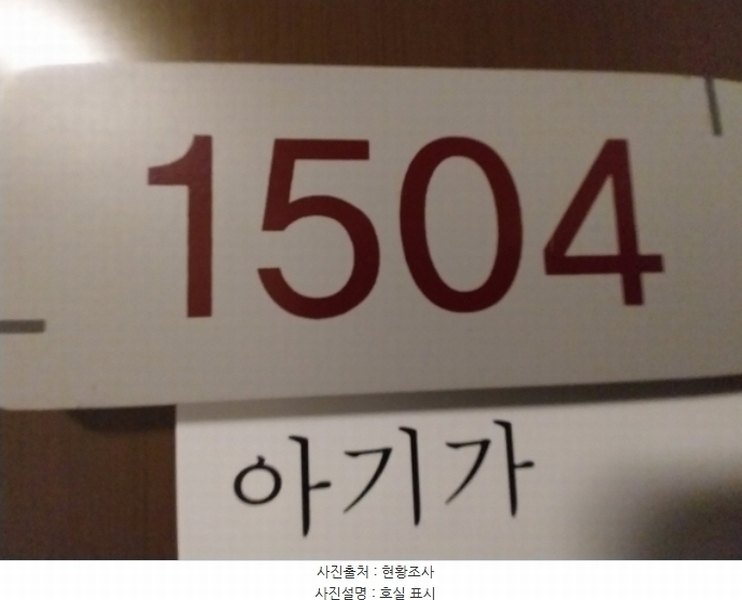 1504
아기가
사진출처 : 현황조사
사진설명 : 호실 표시